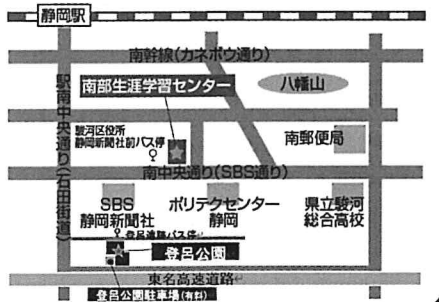 静岡駅
南幹線(カネボウ通り)
南部生涯学習センター
八幡山
駅南中央通り(石田街道)
駿河区役所
静岡新聞社前バス停
南郵便局
南中央通り(SBS通り)
SBS
静岡新聞社
ポリテクセンター
静岡
県立駿河
総合高校
登呂遺跡バス停
登呂公園
東名高速道路
登呂公園駐車場(有料)